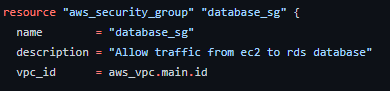 resource "aws_security_group" "database_sg" {
  name        = "database_sg"
  description = "Allow traffic from ec2 to rds database"
  vpc_id      = aws_vpc.main.id